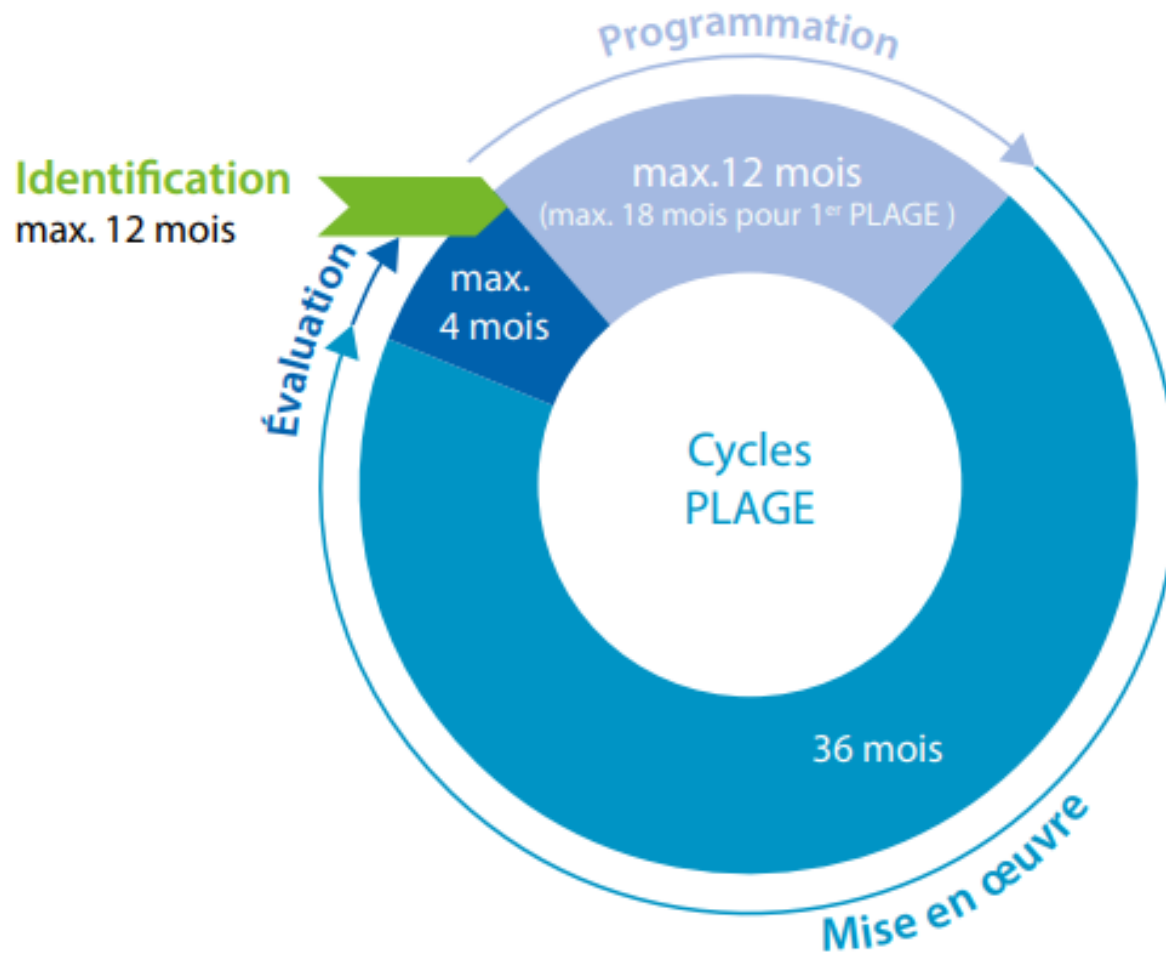 Programmation
Identification
max. 12 mois
max.12 mois
(max. 18 mois pour 1er PLAGE )
Évaluation
max.
4 mois
Cycles
PLAGE
36 mois
Mise en œuvre